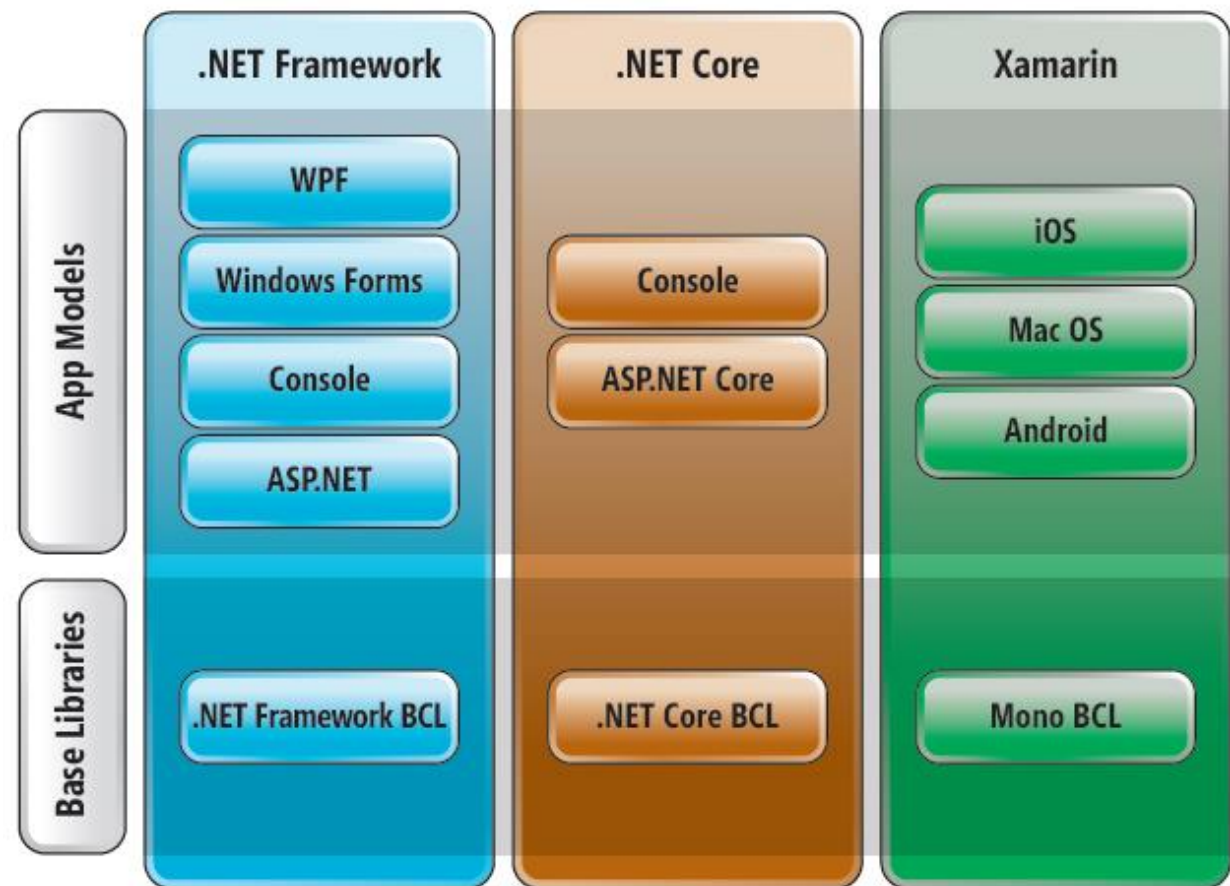 .NET Framework
.NET Core
Xamarin
App Models
WPF
Windows Forms
Console
ASP.NET
Console
ASP.NET Core
iOS
Mac OS
Android
Base Libraries
.NET Framework BCL
.NET Core BCL
Mono BCL